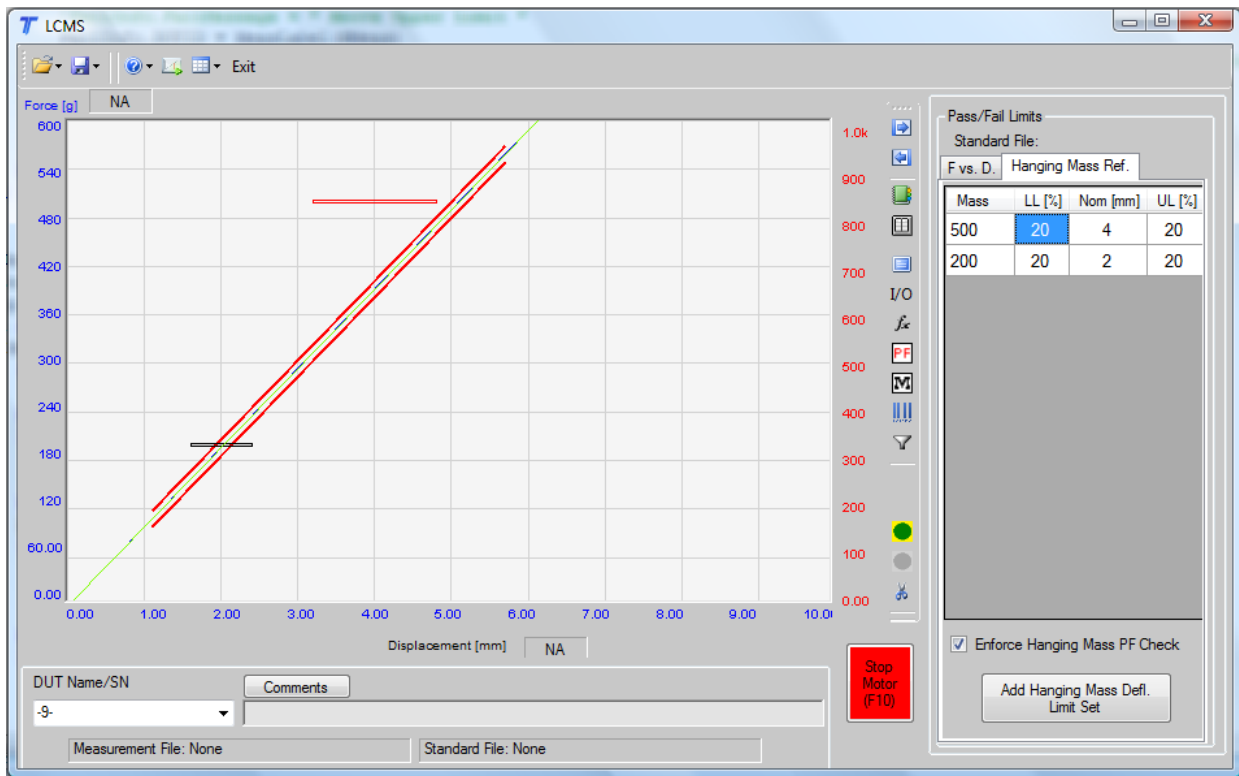 LCMS
Exit
Force [g] NA
600
540
480
420
360
300
240
180
120
60.00
0.00
0.00 1.00 2.00 3.00 4.00 5.00 6.00 7.00 8.00 9.00 10.0
Displacement [mm] NA
1.0k
900
800
700
600
500
400
300
200
100
0.00
I/O
fx
PF
M
Stop
Motor
(F10)
DUT Name/SN Comments
-9-
Measurement File: None Standard File: None
Pass/Fail Limits
Standard File:
F vs. D. Hanging Mass Ref.
Mass LL [%] Nom [mm] UL [%]
500 20 4 20
200 20 2 20
Enforce Hanging Mass PF Check
Add Hanging Mass Defl.
Limit Set